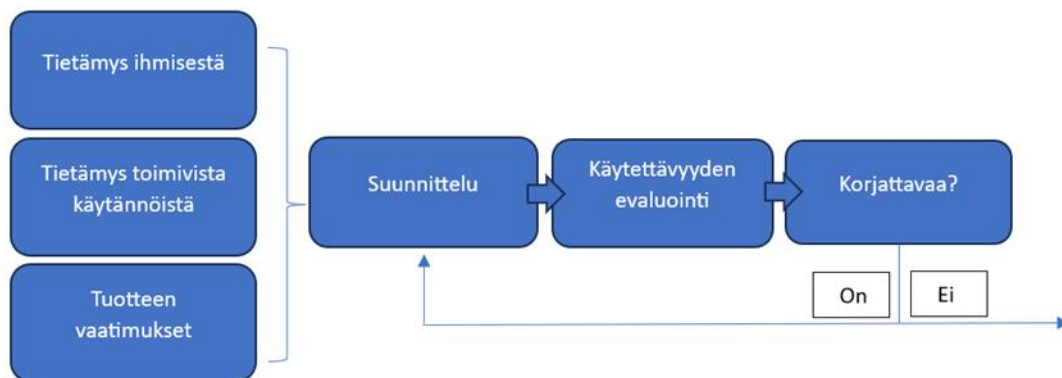 Tietämys ihmisestä
Tietämys toimivista
käytännöistä
Tuotteen
vaatimukset
Suunnittelu
Käytettävyyden
evaluointi
Korjattavaa?
On
Ei